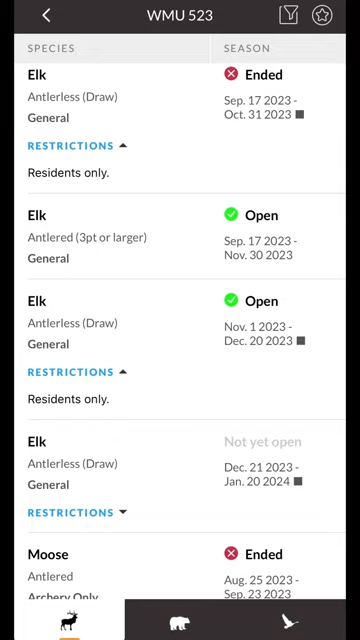 WMU 523
SPECIES SEASON
Elk Ended
Antlerless (Draw) Sep. 17 2023 -
General Oct. 31 2023
RESTRICTIONS
Residents only.
Elk Open
Antlered (3pt or larger) Sep. 17 2023 -
General Nov. 30 2023
Elk Open
Antlerless (Draw) Nov. 1 2023 -
General Dec. 20 2023
RESTRICTIONS
Residents only.
Elk Not yet open
Antlerless (Draw) Dec. 21 2023 -
General Jan. 20 2024
RESTRICTIONS
Moose Ended
Antlered Aug. 25 2023 -
Archery Only Sep. 23 2023